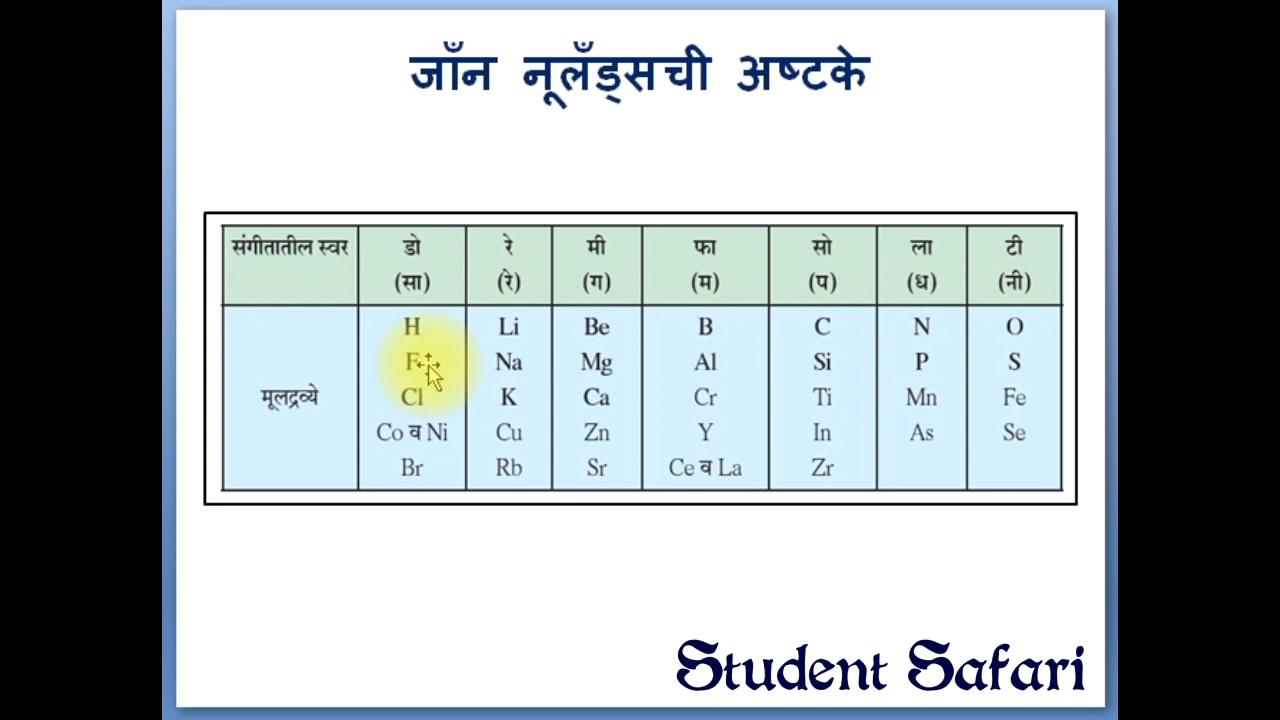 जॉन नूलँड्सची अष्टके
संगीतातील स्वर डो रे मी फा सो ला टी
(सा) (रे) (ग) (म) (प) (ध) (नी)
H Li Be B C N O
F Na Mg Al Si P S
मूलद्रव्ये Cl K Ca Cr Ti Mn Fe
Co व Ni Cu Zn Y In As Se
Br Rb Sr Ce व La Zr
Student Safari